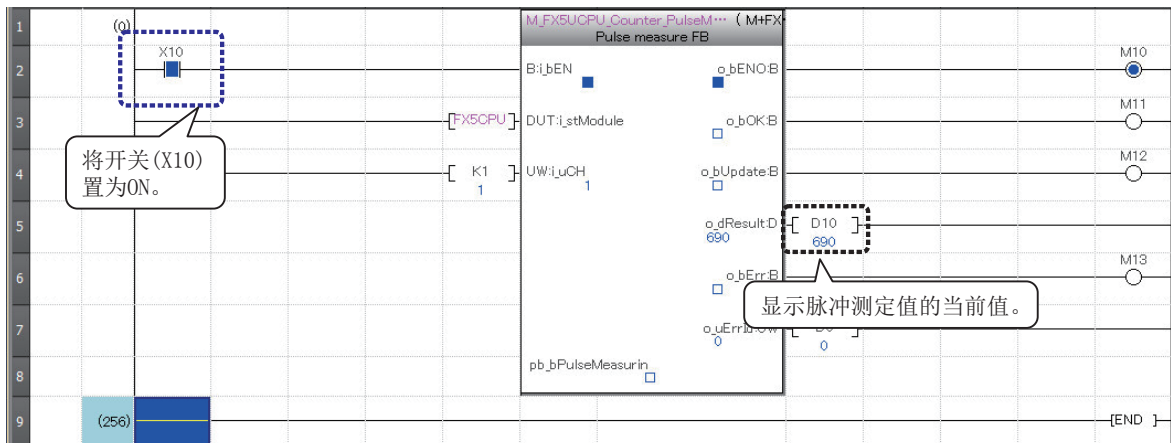 1 (0) M_FX5UCPU_Counter_PulseM… ( M+FX
Pulse measure FB
2 X10 B:i_bEN o_bENO:B M10
3 [FX5CPU] DUT:i_stModule o_bOK:B M11
4 [ K1 ] UW:i_uCH o_bUpdate:B M12
1 1
将开关(X10)
置为ON。
5 o_dResult:D [ D10 ]
690 690
6 o_bErr:B M13
显示脉冲测定值的当前值。
7
0 0
8 pb_bPulseMeasurin
9 (256) [END ]